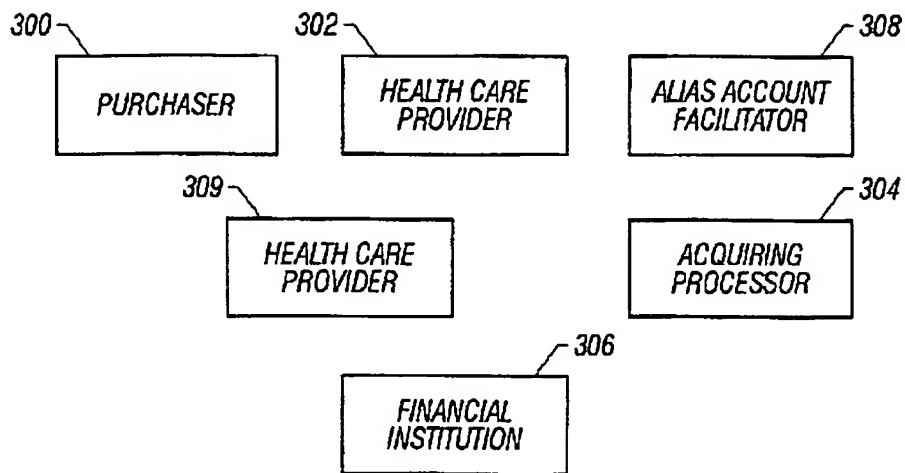 300
302
308
PURCHASER
HEALTH CARE
PROVIDER
ALIAS ACCOUNT
FACILITATOR
309
304
HEALTH CARE
PROVIDER
ACQUIRING
PROCESSOR
306
FINANCIAL
INSTITUTION